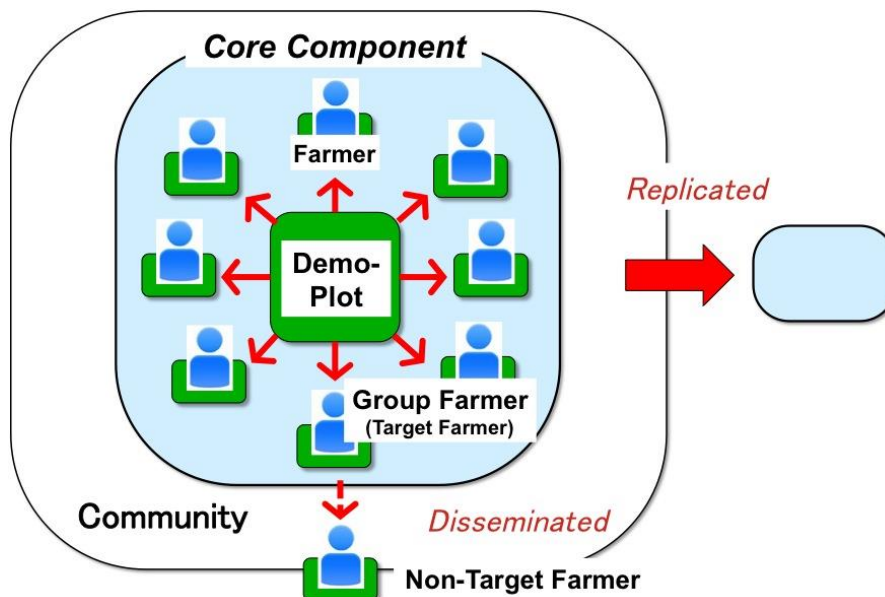 Core Component
Farmer
Replicated
Demo-
Plot
Group Farmer
(Target Farmer)
Community
Disseminated
Non-Target Farmer